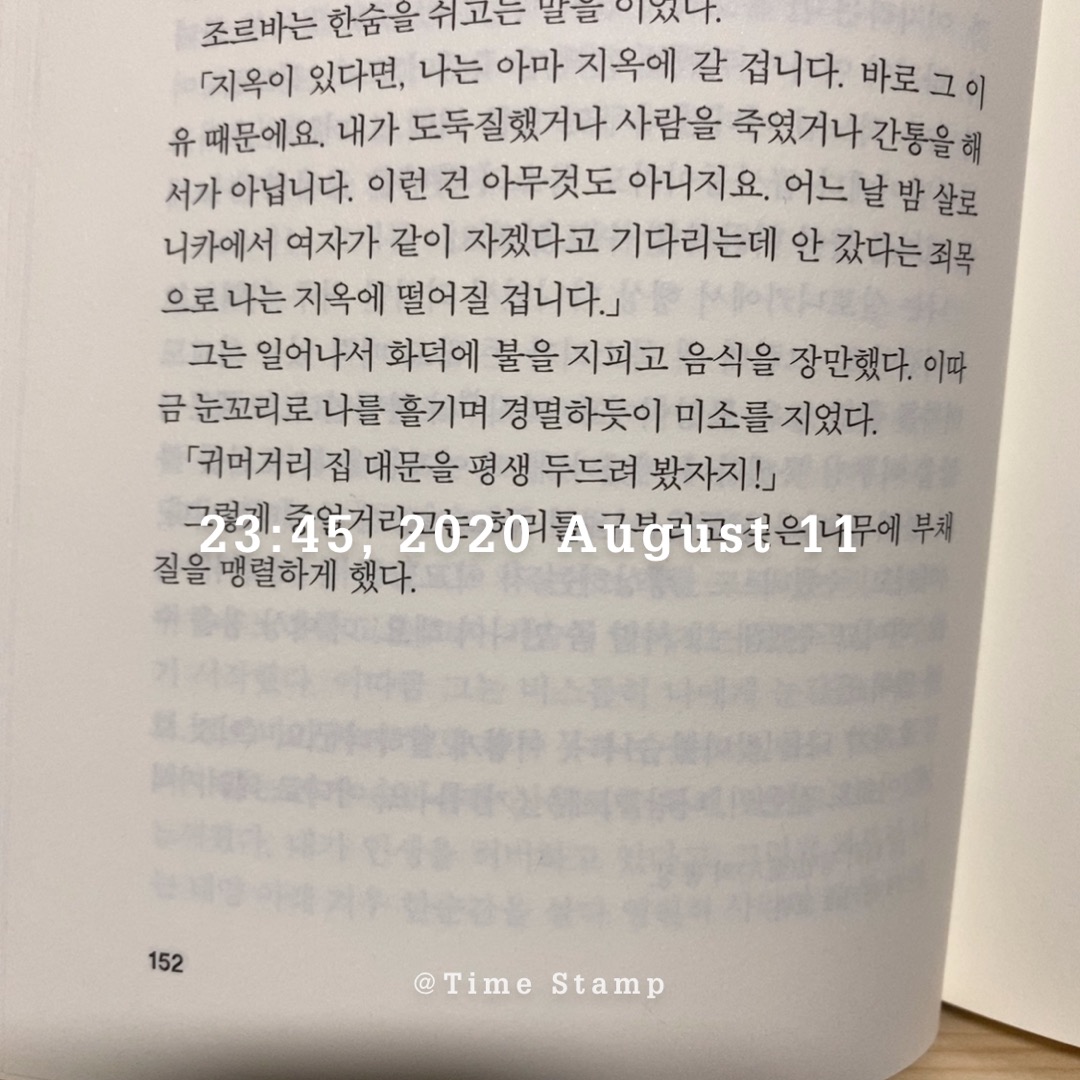 조르바는 한숨을 쉬고는 말을 이었다.
「지옥이 있다면, 나는 아마 지옥에 갈 겁니다. 바로 그 이
유 때문에요. 내가 도둑질했거나 사람을 죽였거나 간통을 해
서가 아닙니다. 이런 건 아무것도 아니지요. 어느 날 밤 살로
니카에서 여자가 같이 자겠다고 기다리는데 안 갔다는 죄목
으로 나는 지옥에 떨어질 겁니다.」
그는 일어나서 화덕에 불을 지피고 음식을 장만했다. 이따
금 눈꼬리로 나를 흘기며 경멸하듯이 미소를 지었다.
「귀머거리 집 대문을 평생 두드려 봤자지!」
그렇게 중얼거리고는 허리를 구부리고 젖은 나무에 부채
23:45, 2020 August 11
질을 맹렬하게 했다.
152
@Time Stamp